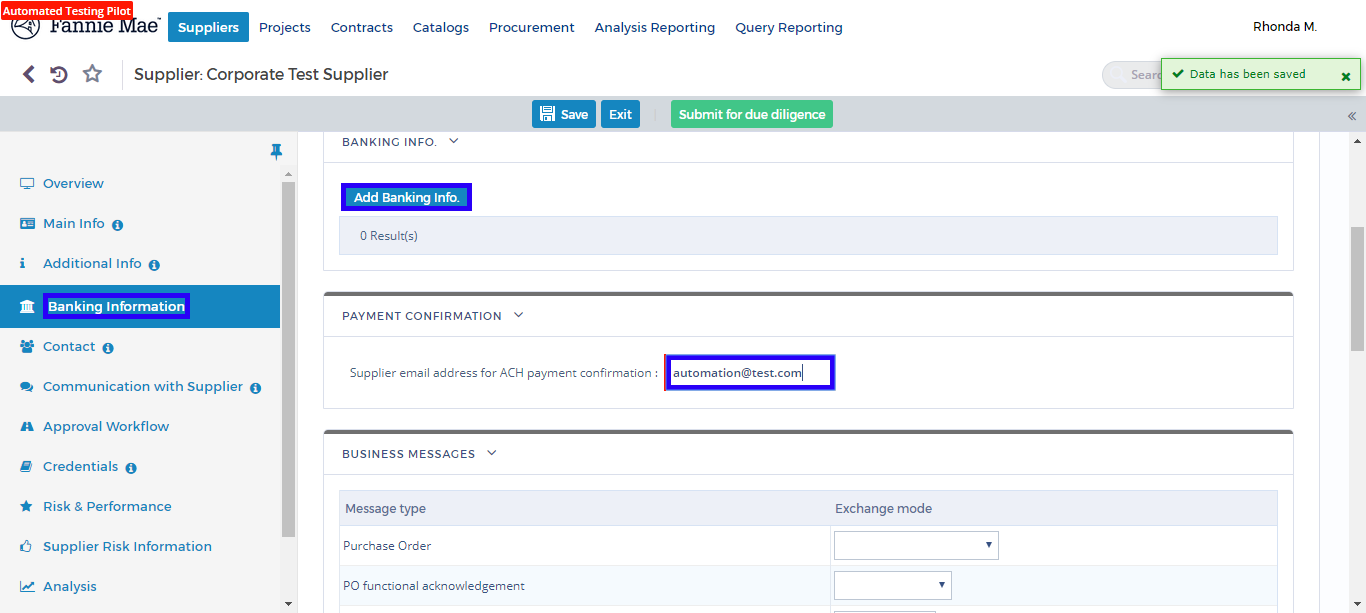 Automated Testing Pilot
Fannie Mae
Suppliers Projects Contracts Catalogs Procurement Analysis Reporting Query Reporting
Rhonda M.
Supplier: Corporate Test Supplier
Searc
Data has been saved
Save Exit Submit for due diligence
Overview
Main Info
Additional Info
Banking Information
Contact
Communication with Supplier
Approval Workflow
Credentials
Risk & Performance
Supplier Risk Information
Analysis
BANKING INFO.
Add Banking Info.
0 Result(s)
PAYMENT CONFIRMATION
Supplier email address for ACH payment confirmation : automation@test.com
BUSINESS MESSAGES
Message type Exchange mode
Purchase Order
PO functional acknowledgement